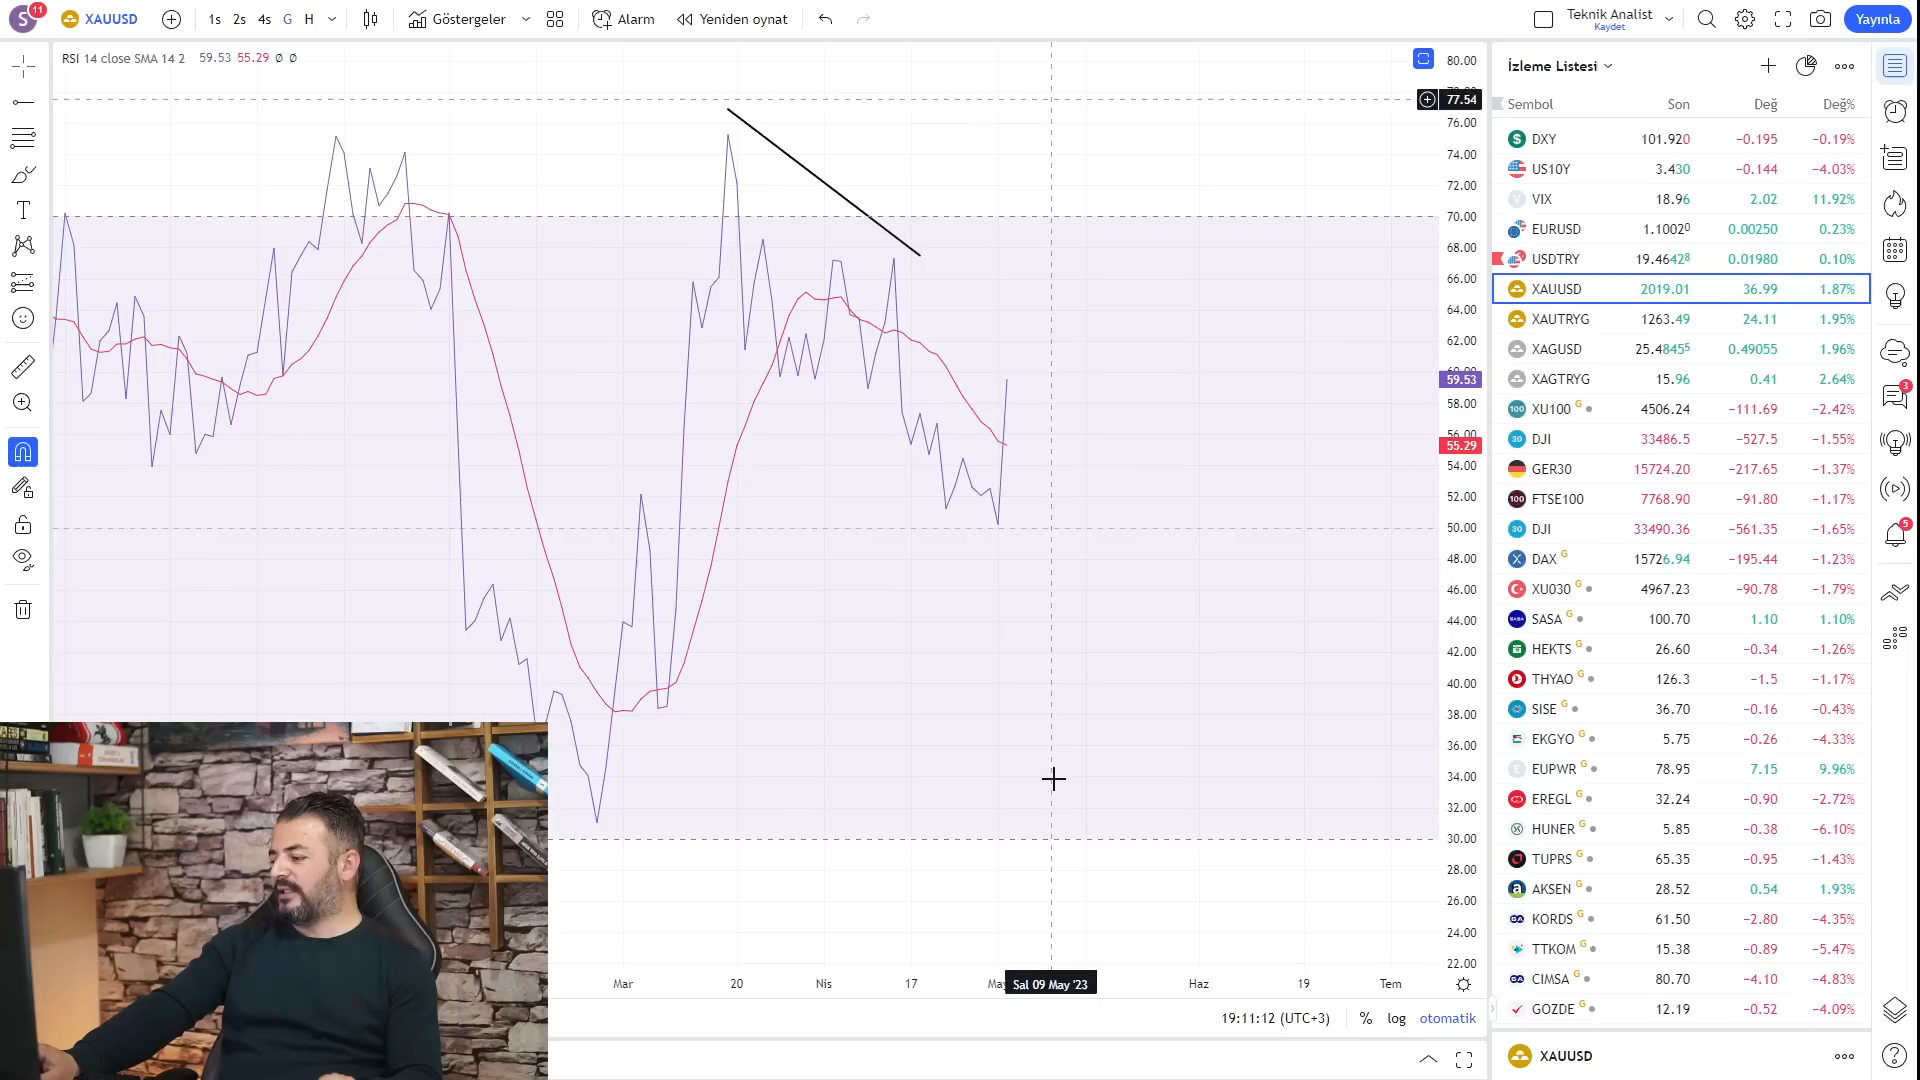 S 11 XAUUSD 1s 2s 4s G H Göstergeler Alarm Yeniden oynat Teknik Analist Kaydet Yayınla
RSI 14 close SMA 14 2 59.53 55.29 Ø Ø
80.00
77.54
76.00
74.00
72.00
70.00
68.00
66.00
64.00
62.00
59.53
58.00
56.00
55.29
54.00
52.00
50.00
48.00
46.00
44.00
42.00
40.00
38.00
36.00
34.00
32.00
30.00
28.00
26.00
24.00
22.00
Mar 20 Nis 17 May Sal 09 May '23 Haz 19 Tem
19:11:12 (UTC+3) % log otomatik
İzleme Listesi
Sembol Son Değ Değ%
DXY 101.920 −0.195 −0.19%
US10Y 3.430 −0.144 −4.03%
VIX 18.96 2.02 11.92%
EURUSD 1.10020 0.00250 0.23%
USDTRY 19.46428 0.01980 0.10%
XAUUSD 2019.01 36.99 1.87%
XAUTRYG 1263.49 24.11 1.95%
XAGUSD 25.48455 0.49055 1.96%
XAGTRYG 15.96 0.41 2.64%
100 XU100 G 4506.24 −111.69 −2.42%
30 DJI 33486.5 −527.5 −1.55%
GER30 15724.20 −217.65 −1.37%
100 FTSE100 7768.90 −91.80 −1.17%
30 DJI 33490.36 −561.35 −1.65%
DAX G 15726.94 −195.44 −1.23%
XU030 G 4967.23 −90.78 −1.79%
SASA G 100.70 1.10 1.10%
HEKTS G 26.60 −0.34 −1.26%
THYAO G 126.3 −1.5 −1.17%
SISE G 36.70 −0.16 −0.43%
EKGYO G 5.75 −0.26 −4.33%
E EUPWR G 78.95 7.15 9.96%
EREGL G 32.24 −0.90 −2.72%
HUNER G 5.85 −0.38 −6.10%
TUPRS G 65.35 −0.95 −1.43%
AKSEN G 28.52 0.54 1.93%
KORDS G 61.50 −2.80 −4.35%
TTKOM G 15.38 −0.89 −5.47%
CIMSA G 80.70 −4.10 −4.83%
GOZDE G 12.19 −0.52 −4.09%
XAUUSD
3
5